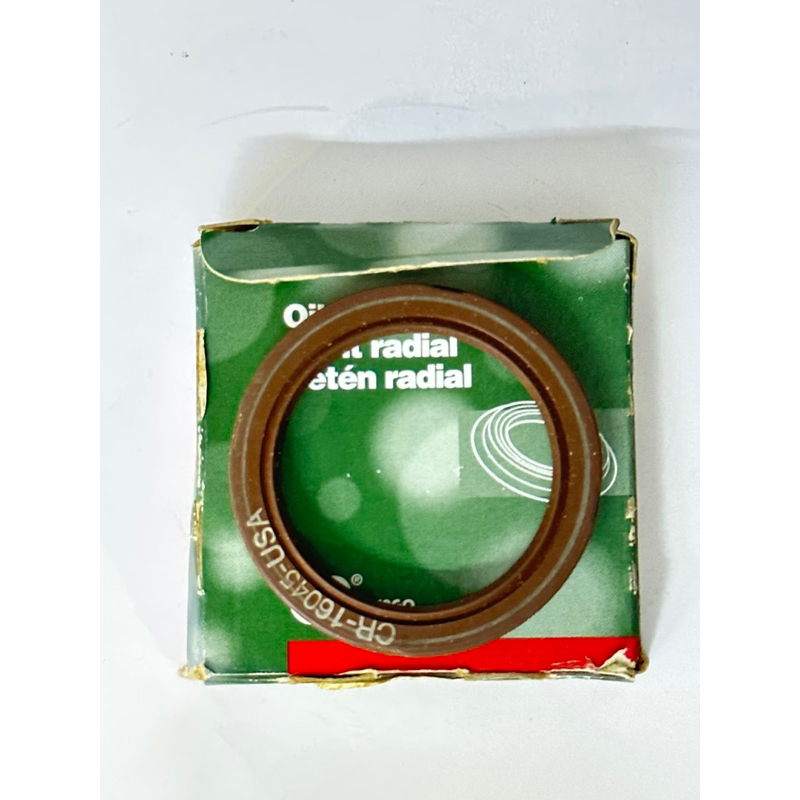 Oil
radial
etén radial
®
CR-16045-USA